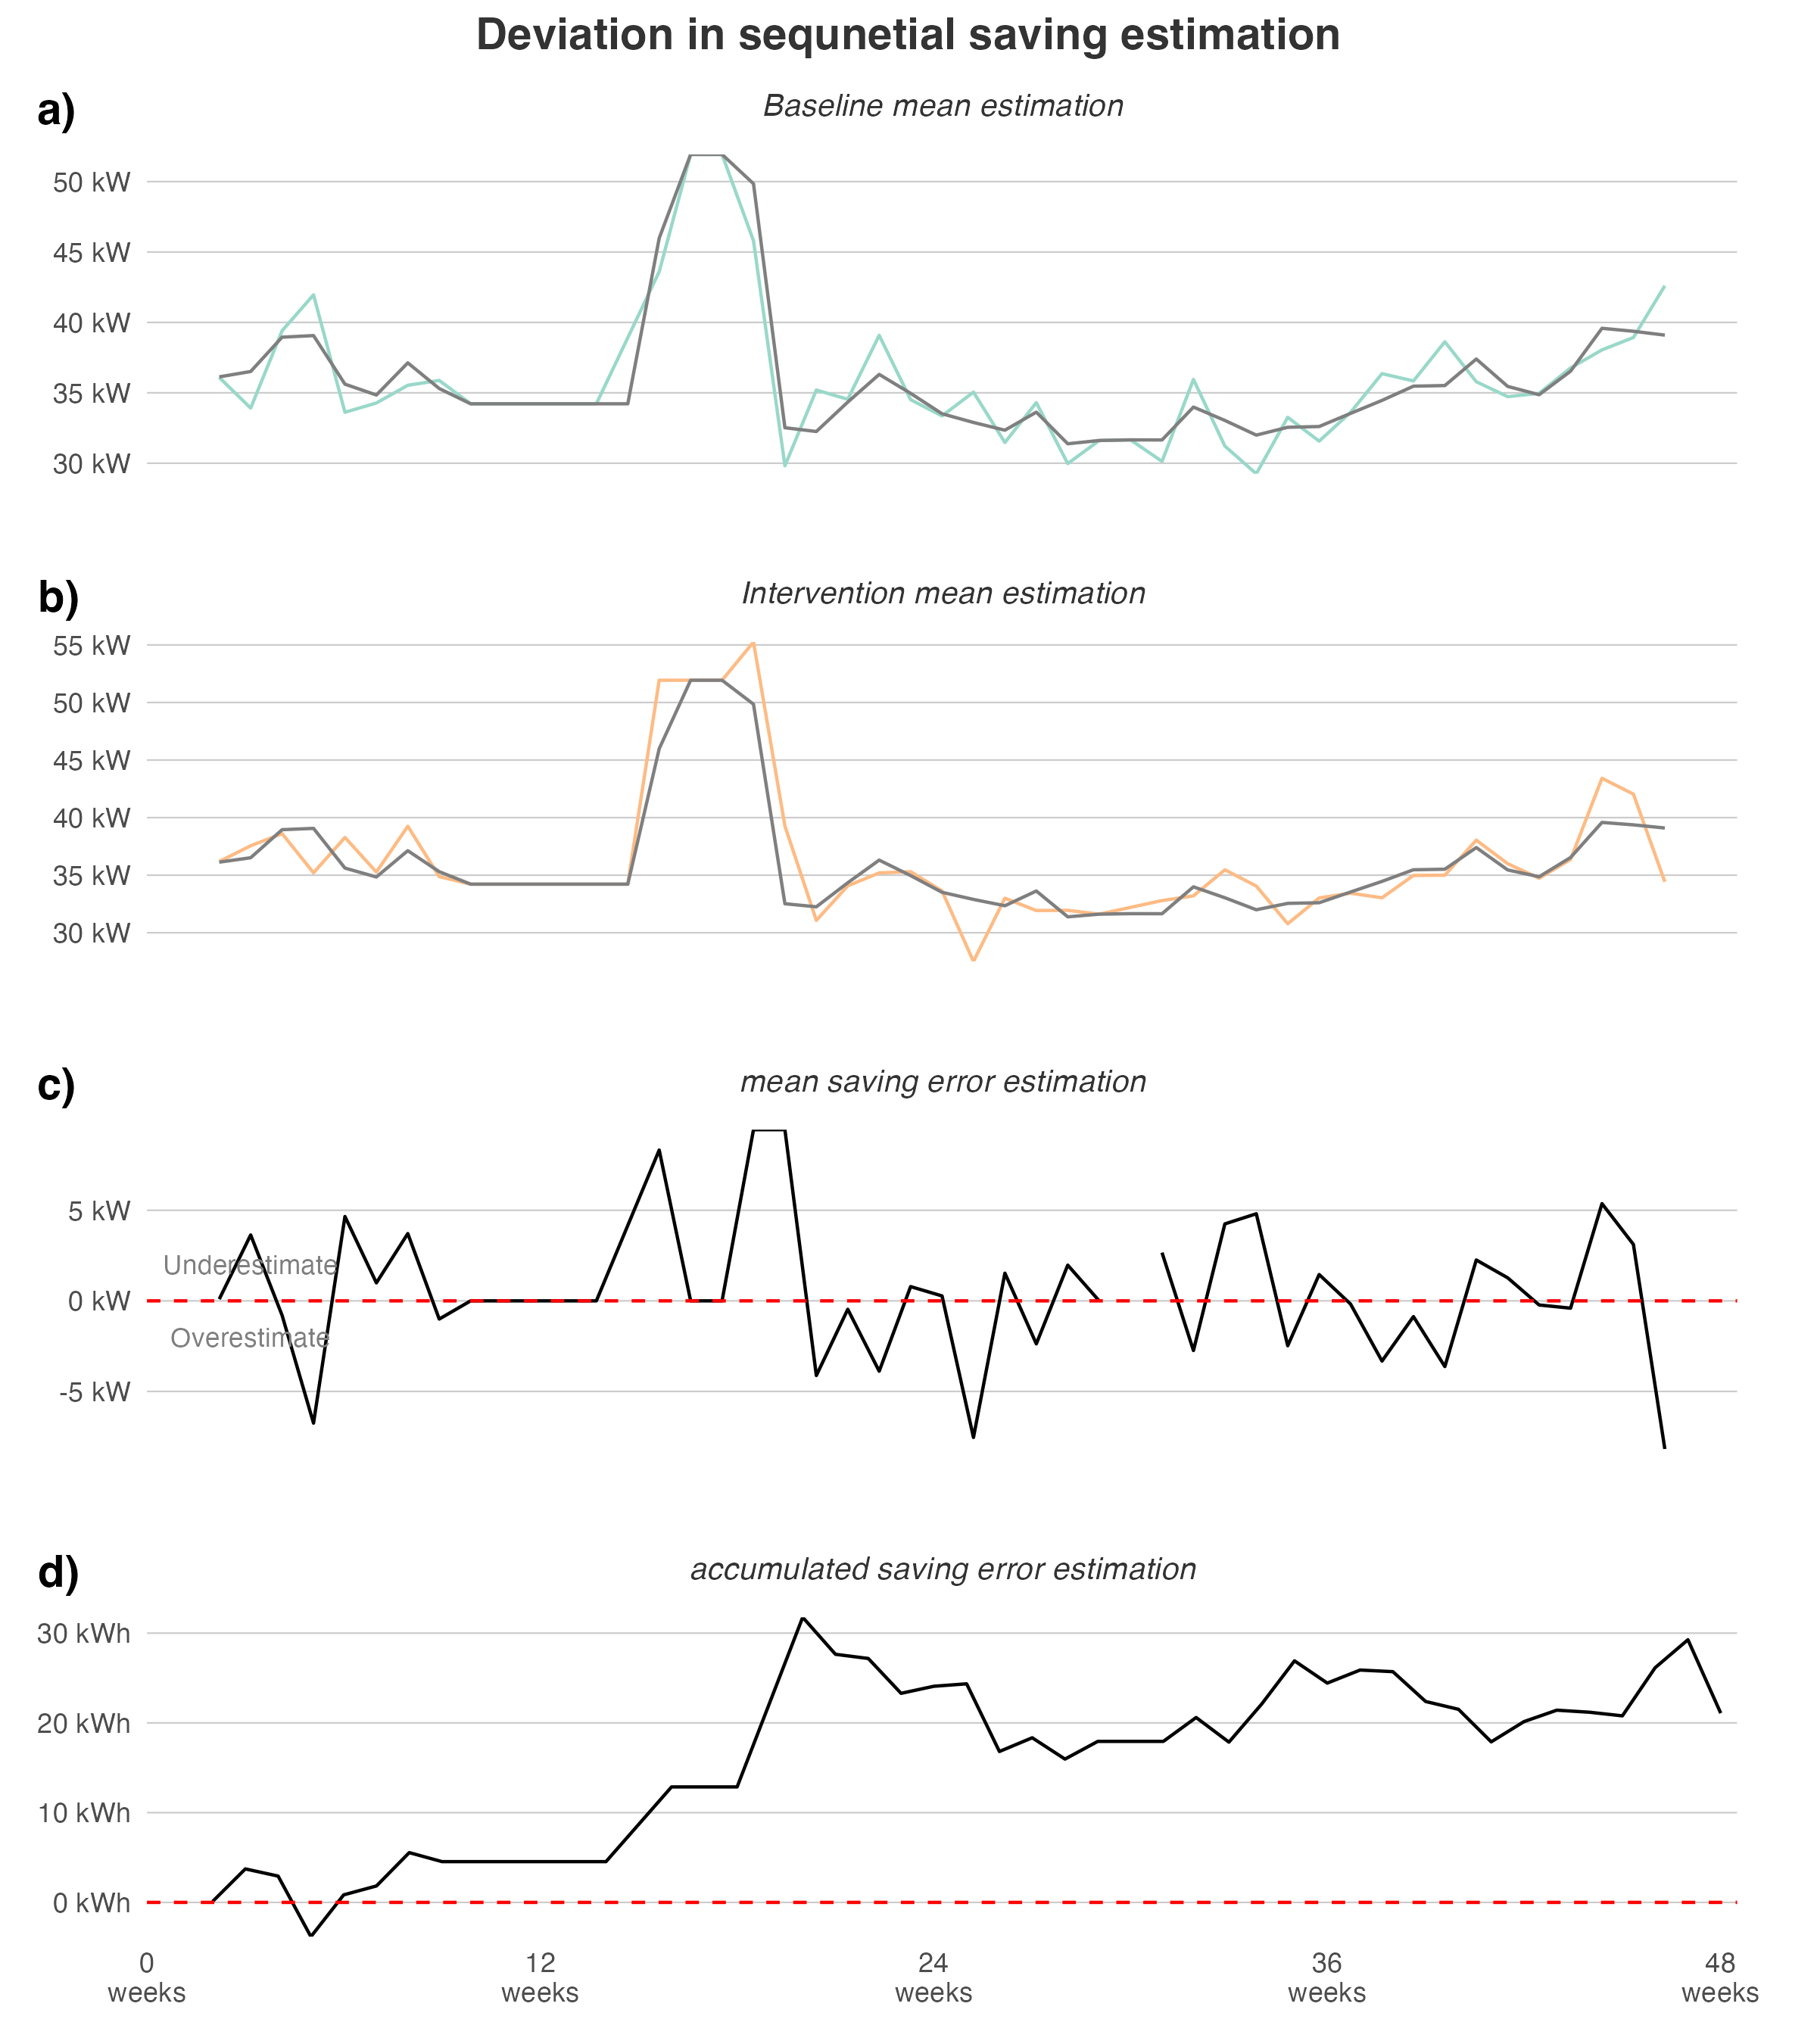 Deviation in sequnetial saving estimation
a)
Baseline mean estimation
50 kW
45 kW
40 kW
35 kW
30 kW
b)
Intervention mean estimation
55 kW
50 kW
45 kW
40 kW
35 kW
30 kW
c)
mean saving error estimation
5 kW
Underestimate
0 kW
Overestimate
-5 kW
d)
accumulated saving error estimation
30 kWh
20 kWh
10 kWh
0 kWh
0 12 24 36 48
weeks weeks weeks weeks weeks